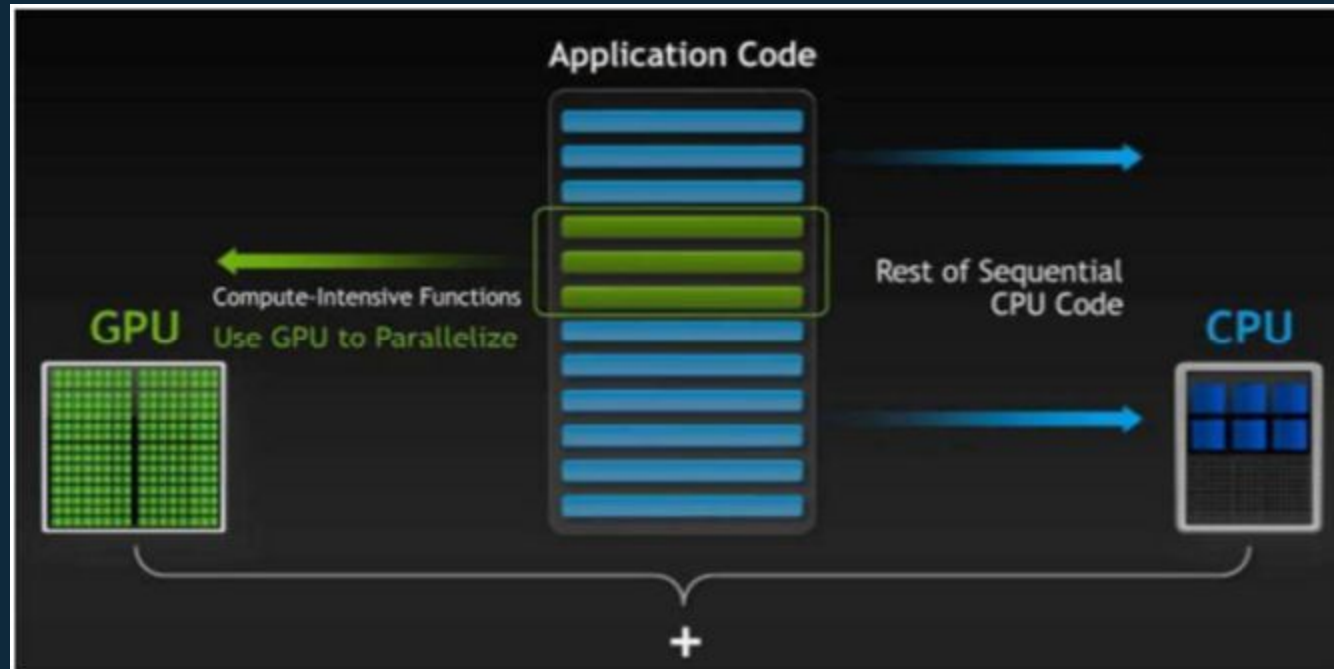 Application Code
Compute-Intensive Functions
Use GPU to Parallelize
GPU
Rest of Sequential
CPU Code
CPU
+